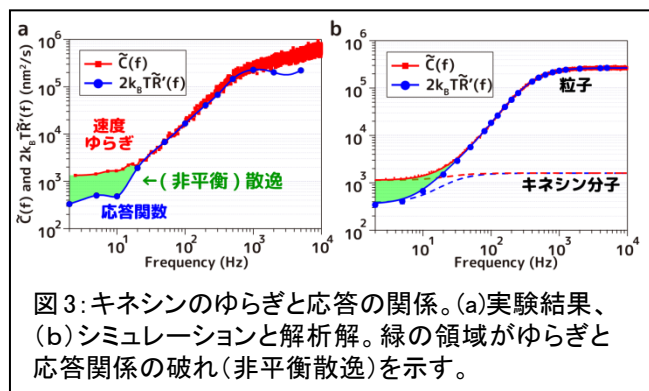 a
b
C̃(f)
2k_BTR̃'(f)
速度
ゆらぎ
←(非平衡)散逸
応答関数
C̃(f) and 2k_BTR̃'(f) (nm²/s)
10⁶
10⁵
10⁴
10³
10²
10¹ 10² 10³ 10⁴
Frequency (Hz)
C̃(f)
2k_BTR̃'(f)
粒子
キネシン分子
10⁶
10⁵
10⁴
10³
10²
10¹ 10² 10³ 10⁴
Frequency (Hz)
図3:キネシンのゆらぎと応答の関係。(a)実験結果、
(b)シミュレーションと解析解。緑の領域がゆらぎと
応答関係の破れ(非平衡散逸)を示す。